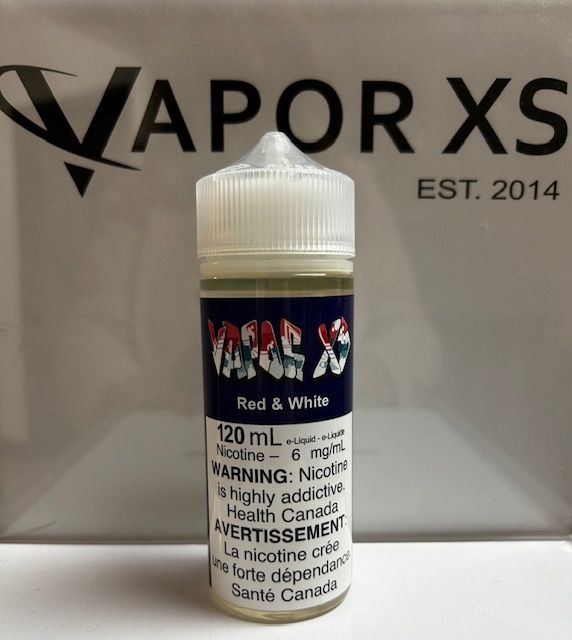 VAPOR XS
EST. 2014
VAPOR XS
Red & White
120 mL e-Liquid - e-Liquide
Nicotine – 6 mg/mL
WARNING: Nicotine
is highly addictive.
Health Canada
AVERTISSEMENT:
La nicotine crée
une forte dépendance.
Santé Canada